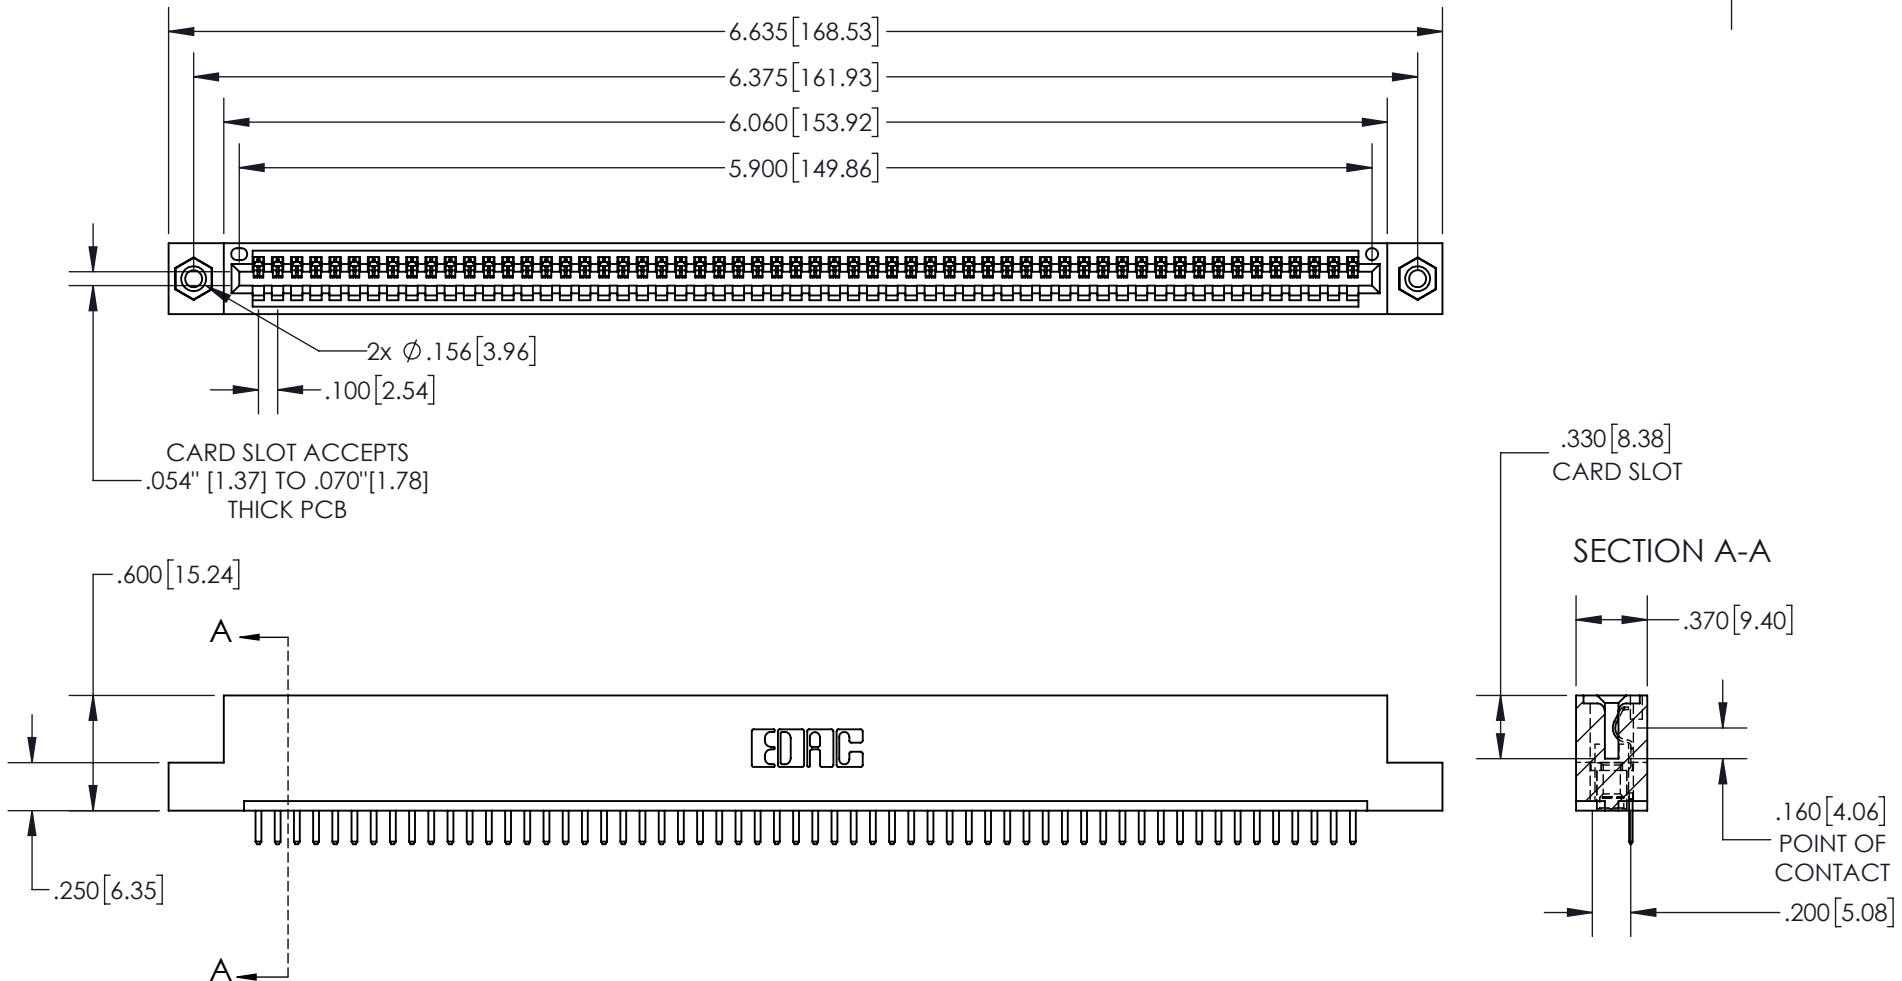 6.635[168.53]
6.375[161.93]
6.060[153.92]
5.900[149.86]
2x Ø.156[3.96]
.100[2.54]
CARD SLOT ACCEPTS
.054" [1.37] TO .070"[1.78]
THICK PCB
.330[8.38]
CARD SLOT
SECTION A-A
.600[15.24]
.370[9.40]
A
EDAC
.160[4.06]
POINT OF
CONTACT
.250[6.35]
.200[5.08]
A